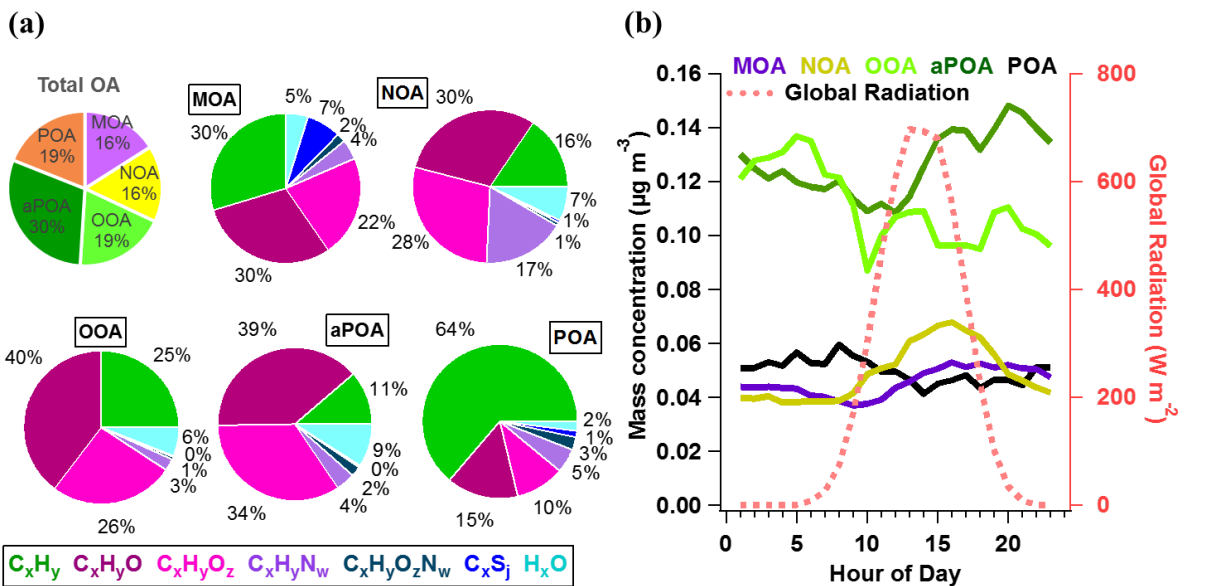 (a)
Total OA
POA
19%
MOA
16%
NOA
16%
OOA
19%
aPOA
30%
MOA
5%
7%
2%
4%
22%
30%
30%
NOA
30%
16%
7%
1%
1%
17%
28%
OOA
40%
25%
6%
0%
1%
3%
26%
aPOA
39%
11%
9%
0%
2%
4%
34%
POA
64%
2%
1%
3%
5%
10%
15%
CxHy CxHyO CxHyOz CxHyNw CxHyOzNw CxSj HxO
(b)
MOA NOA OOA aPOA POA
Global Radiation
Mass concentration (µg m-3)
0.16
0.14
0.12
0.10
0.08
0.06
0.04
0.02
0.00
0 5 10 15 20
Hour of Day
800
600
400
200
0
Global Radiation (W m-2)